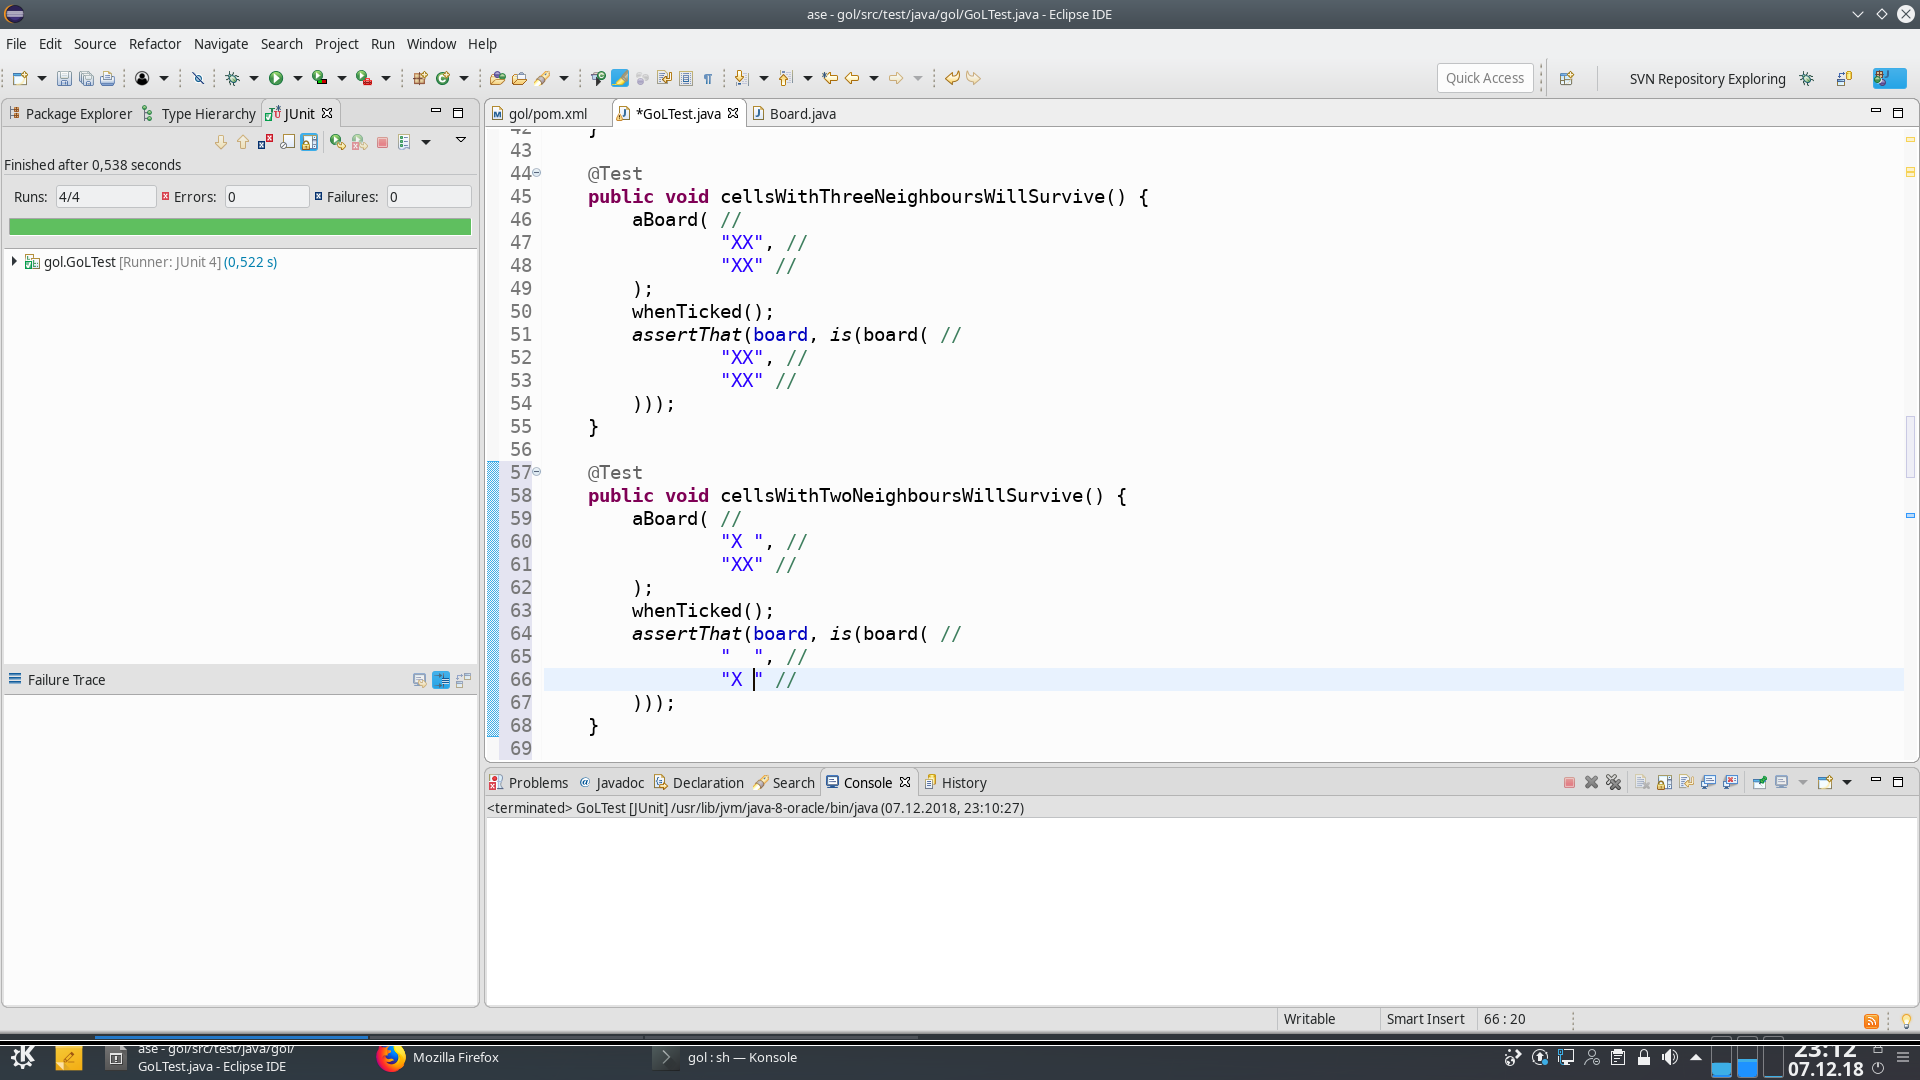 ase - gol/src/test/java/gol/GoLTest.java - Eclipse IDE
File Edit Source Refactor Navigate Search Project Run Window Help
Quick Access
SVN Repository Exploring
Package Explorer Type Hierarchy JUnit
gol/pom.xml *GoLTest.java Board.java
Finished after 0,538 seconds
Runs: 4/4 Errors: 0 Failures: 0
gol.GoLTest [Runner: JUnit 4] (0,522 s)
Failure Trace
42 }
43
44 @Test
45 public void cellsWithThreeNeighboursWillSurvive() {
46 aBoard( //
47 "XX", //
48 "XX" //
49 );
50 whenTicked();
51 assertThat(board, is(board( //
52 "XX", //
53 "XX" //
54 )));
55 }
56
57 @Test
58 public void cellsWithTwoNeighboursWillSurvive() {
59 aBoard( //
60 "X ", //
61 "XX" //
62 );
63 whenTicked();
64 assertThat(board, is(board( //
65 "  ", //
66 "X " //
67 )));
68 }
69
Problems Javadoc Declaration Search Console History
<terminated> GoLTest [JUnit] /usr/lib/jvm/java-8-oracle/bin/java (07.12.2018, 23:10:27)
Writable Smart Insert 66 : 20
ase - gol/src/test/java/gol/
GoLTest.java - Eclipse IDE
Mozilla Firefox
gol : sh — Konsole
23:12
07.12.18